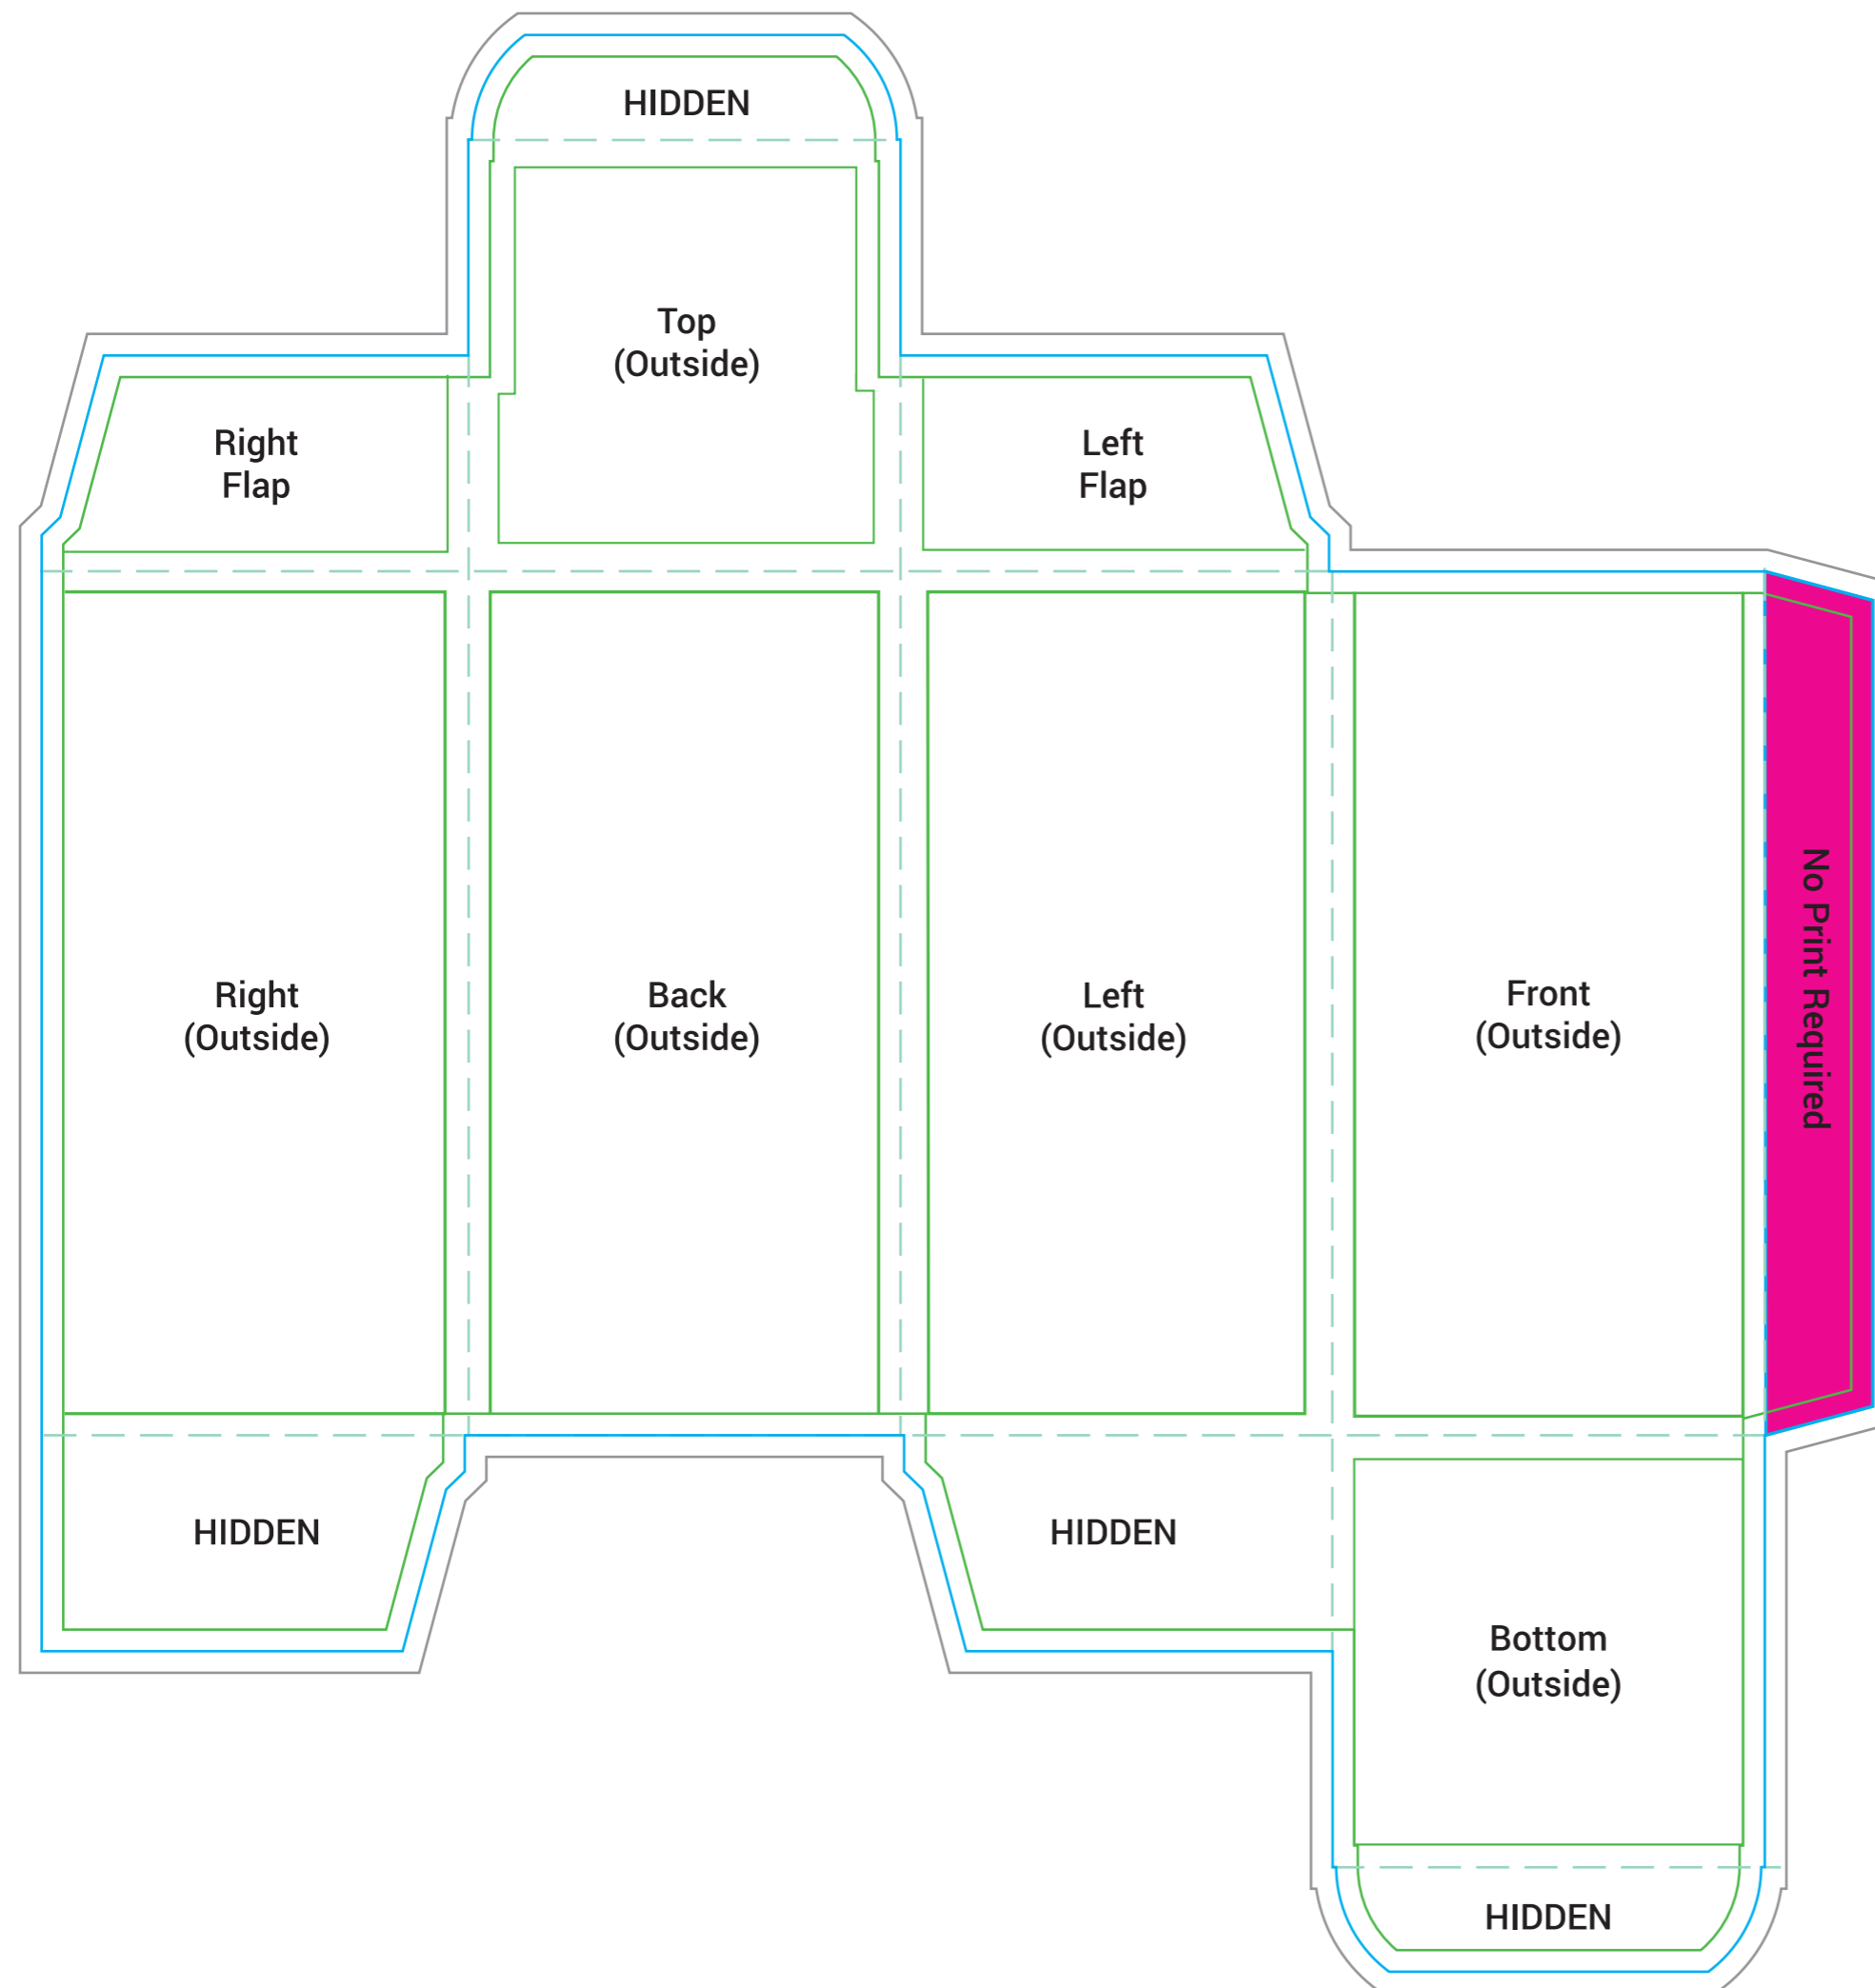 HIDDEN
Top
(Outside)
Right
Flap
Left
Flap
Right
(Outside)
Back
(Outside)
Left
(Outside)
Front
(Outside)
No Print Required
HIDDEN
HIDDEN
Bottom
(Outside)
HIDDEN